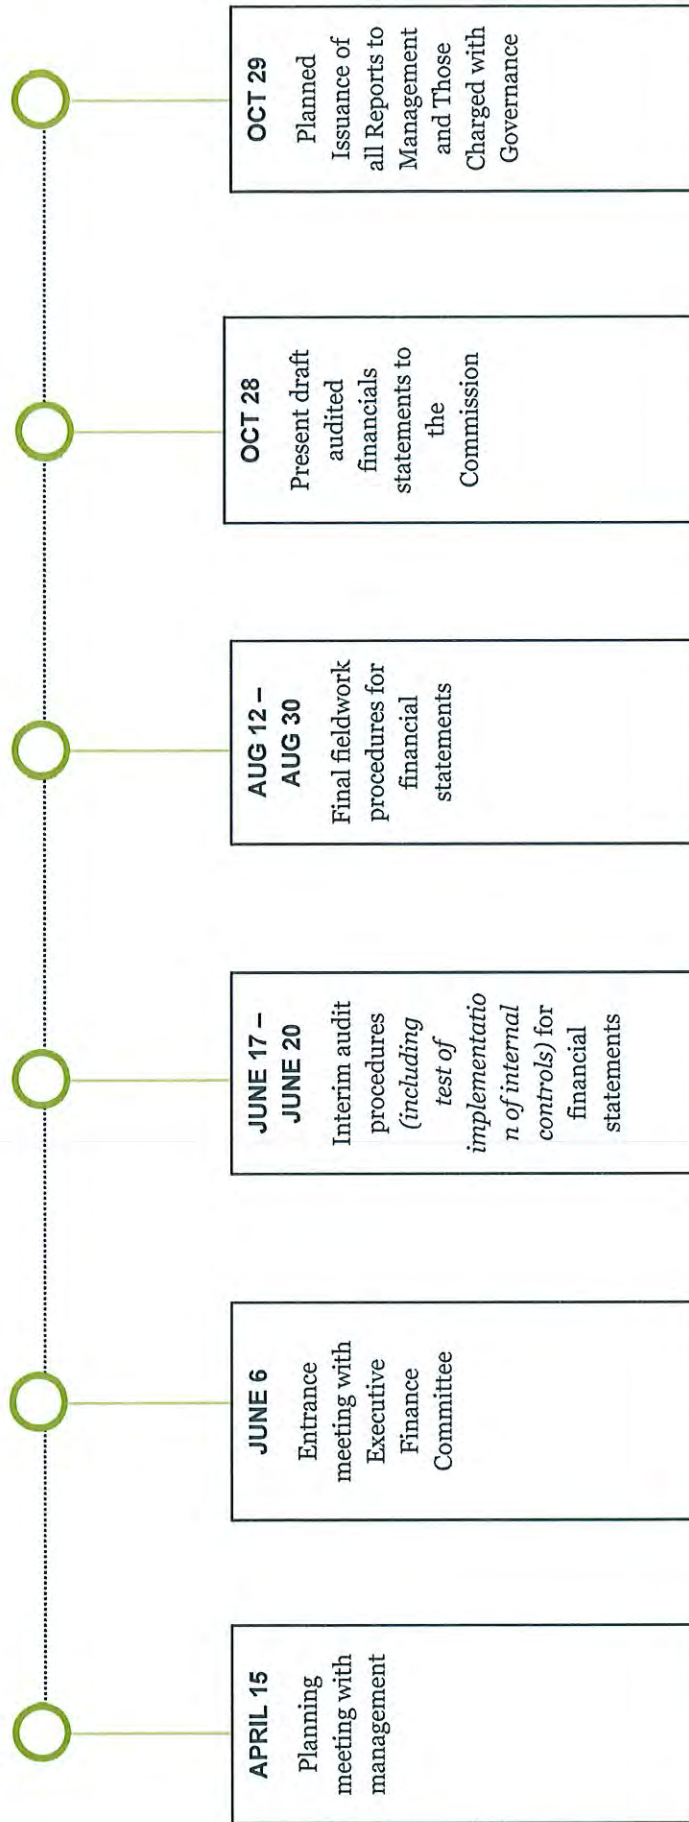 APRIL 15
Planning
meeting with
management
JUNE 6
Entrance
meeting with
Executive
Finance
Committee
JUNE 17 –
JUNE 20
Interim audit
procedures
(including
test of
implementatio
n of internal
controls) for
financial
statements
AUG 12 –
AUG 30
Final fieldwork
procedures for
financial
statements
OCT 28
Present draft
audited
financials
statements to
the
Commission
OCT 29
Planned
Issuance of
all Reports to
Management
and Those
Charged with
Governance